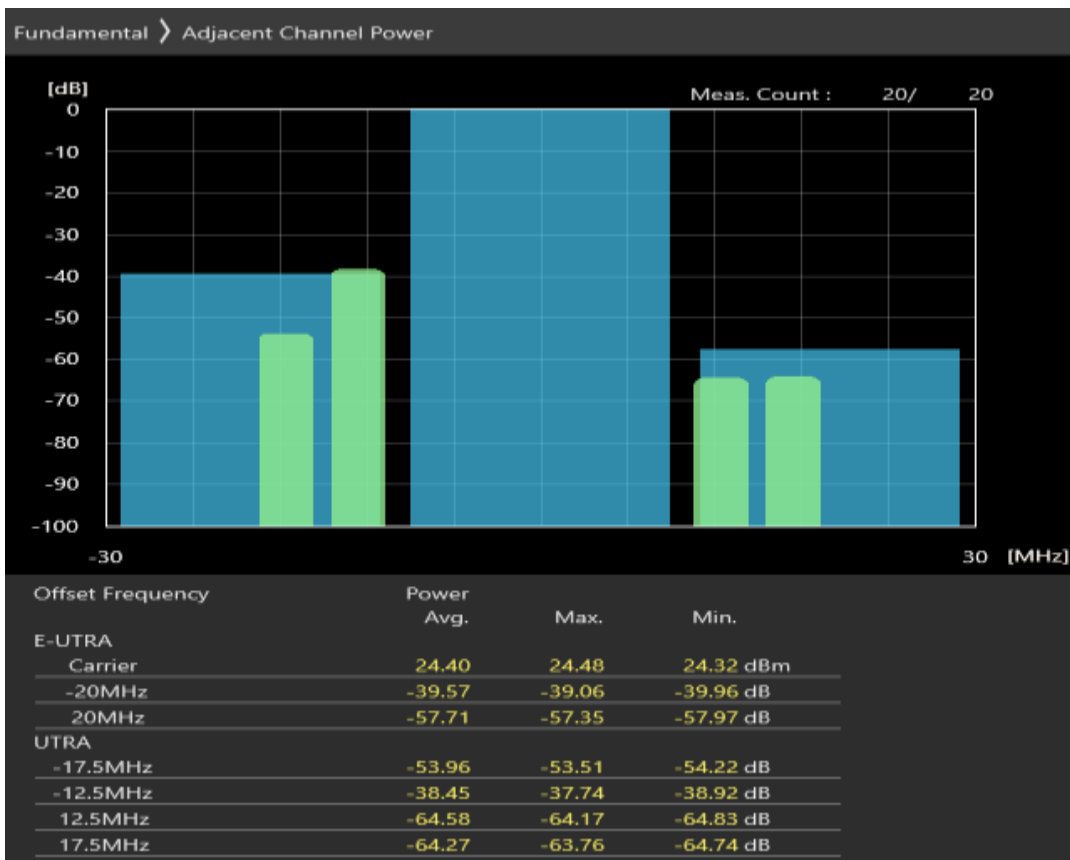 Fundamental ❯ Adjacent Channel Power
[dB]
Meas. Count : 20/ 20
0
-10
-20
-30
-40
-50
-60
-70
-80
-90
-100
-30 30 [MHz]
Offset Frequency Power
Avg. Max. Min.
E-UTRA
Carrier 24.40 24.48 24.32 dBm
-20MHz -39.57 -39.06 -39.96 dB
20MHz -57.71 -57.35 -57.97 dB
UTRA
-17.5MHz -53.96 -53.51 -54.22 dB
-12.5MHz -38.45 -37.74 -38.92 dB
12.5MHz -64.58 -64.17 -64.83 dB
17.5MHz -64.27 -63.76 -64.74 dB